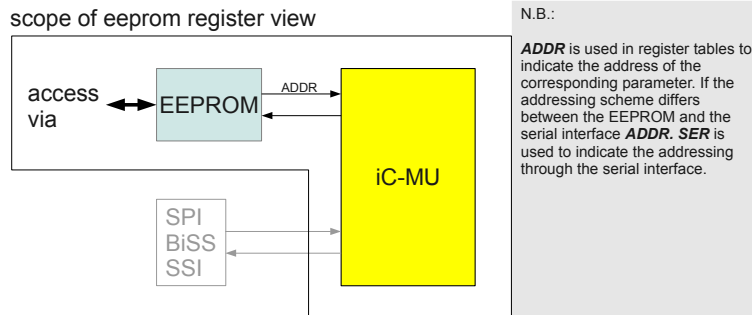 scope of eeprom register view
access
via
EEPROM
ADDR
iC-MU
SPI
BiSS
SSI
N.B.:
ADDR is used in register tables to
indicate the address of the
corresponding parameter. If the
addressing scheme differs
between the EEPROM and the
serial interface ADDR. SER is
used to indicate the addressing
through the serial interface.